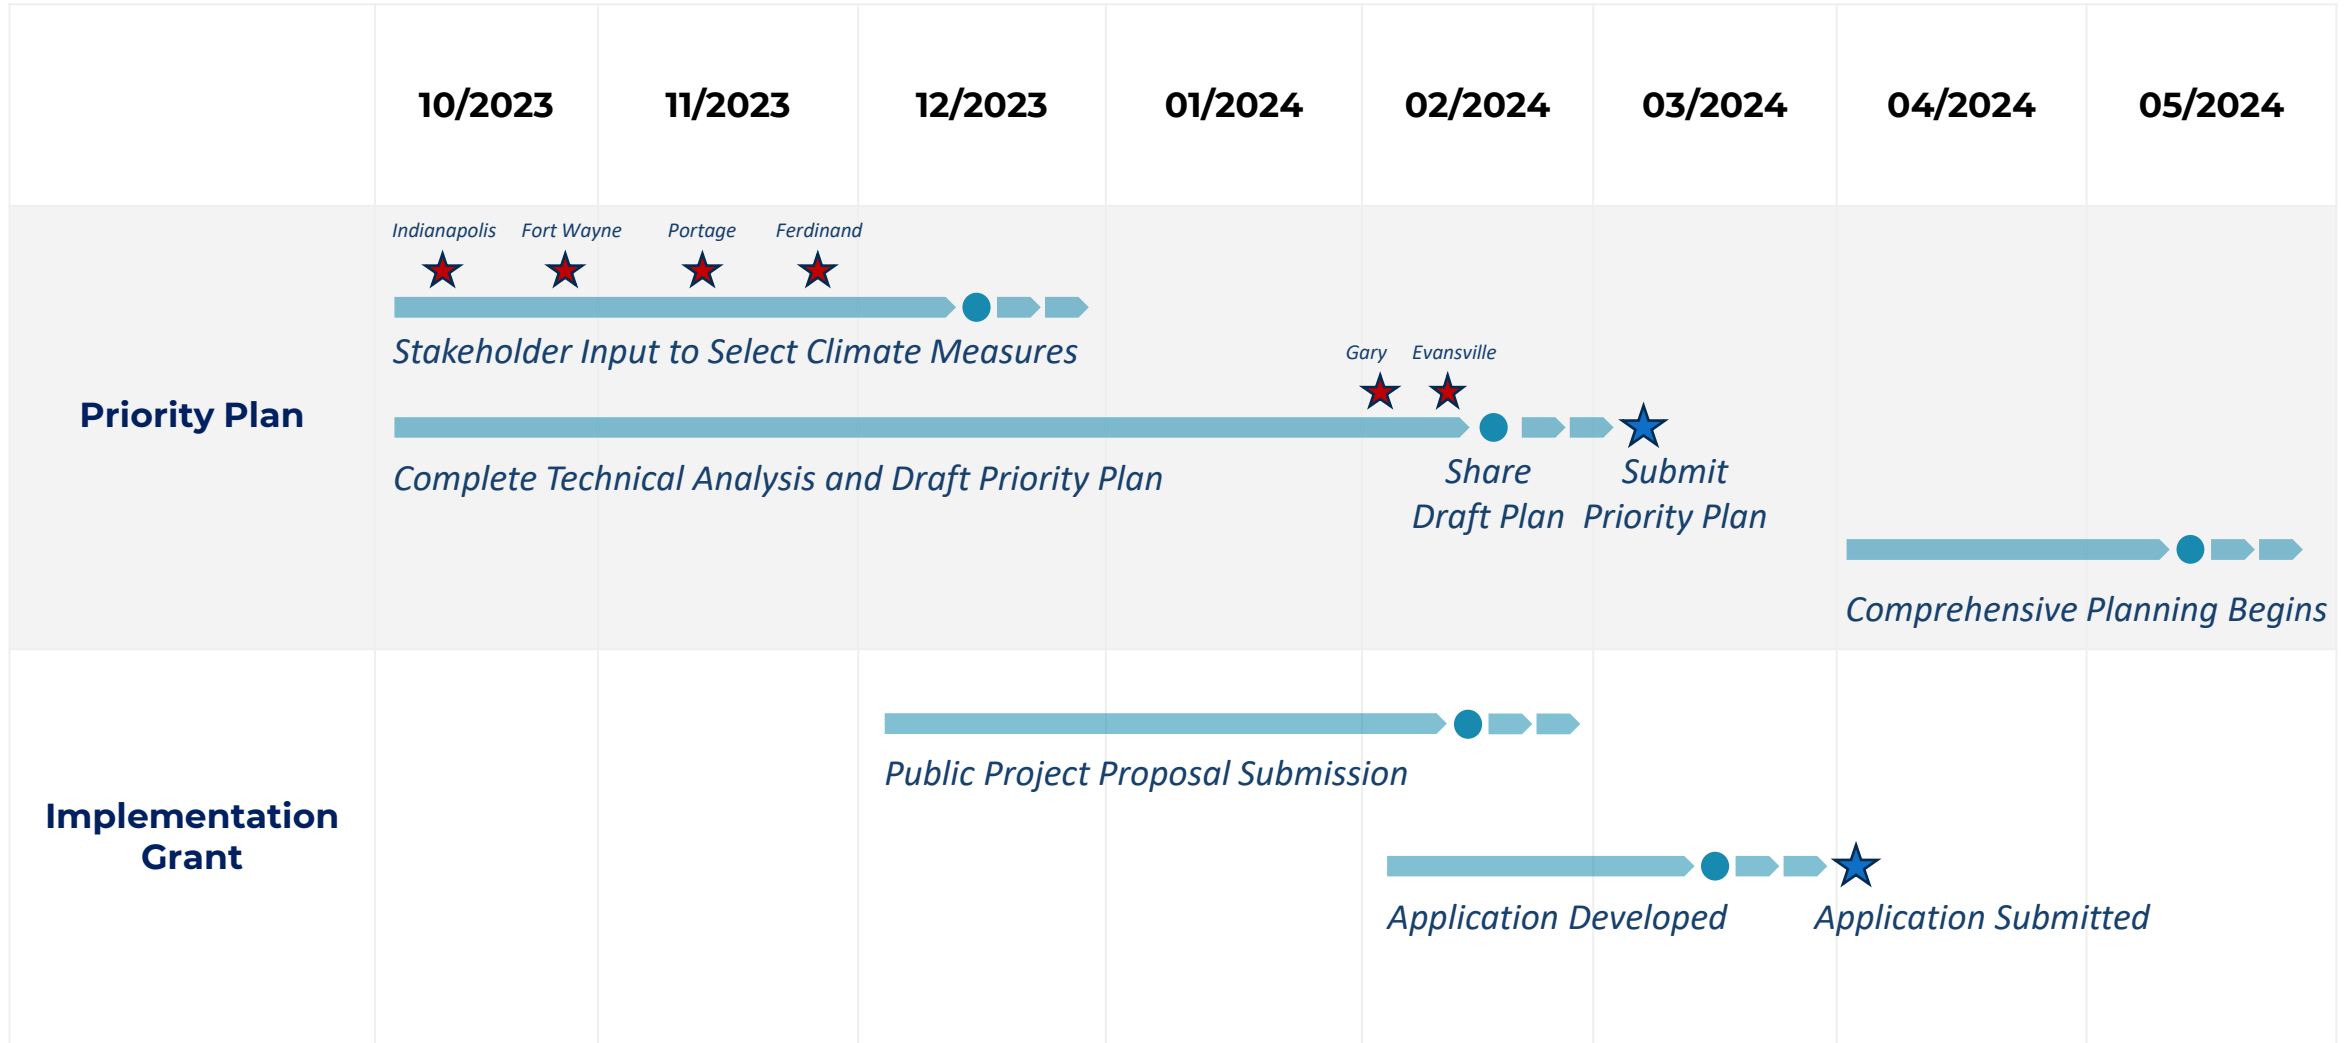 10/2023
11/2023
12/2023
01/2024
02/2024
03/2024
04/2024
05/2024
Priority Plan
Indianapolis
Fort Wayne
Portage
Ferdinand
Stakeholder Input to Select Climate Measures
Gary
Evansville
Complete Technical Analysis and Draft Priority Plan
Share
Draft Plan
Submit
Priority Plan
Comprehensive Planning Begins
Implementation
Grant
Public Project Proposal Submission
Application Developed
Application Submitted